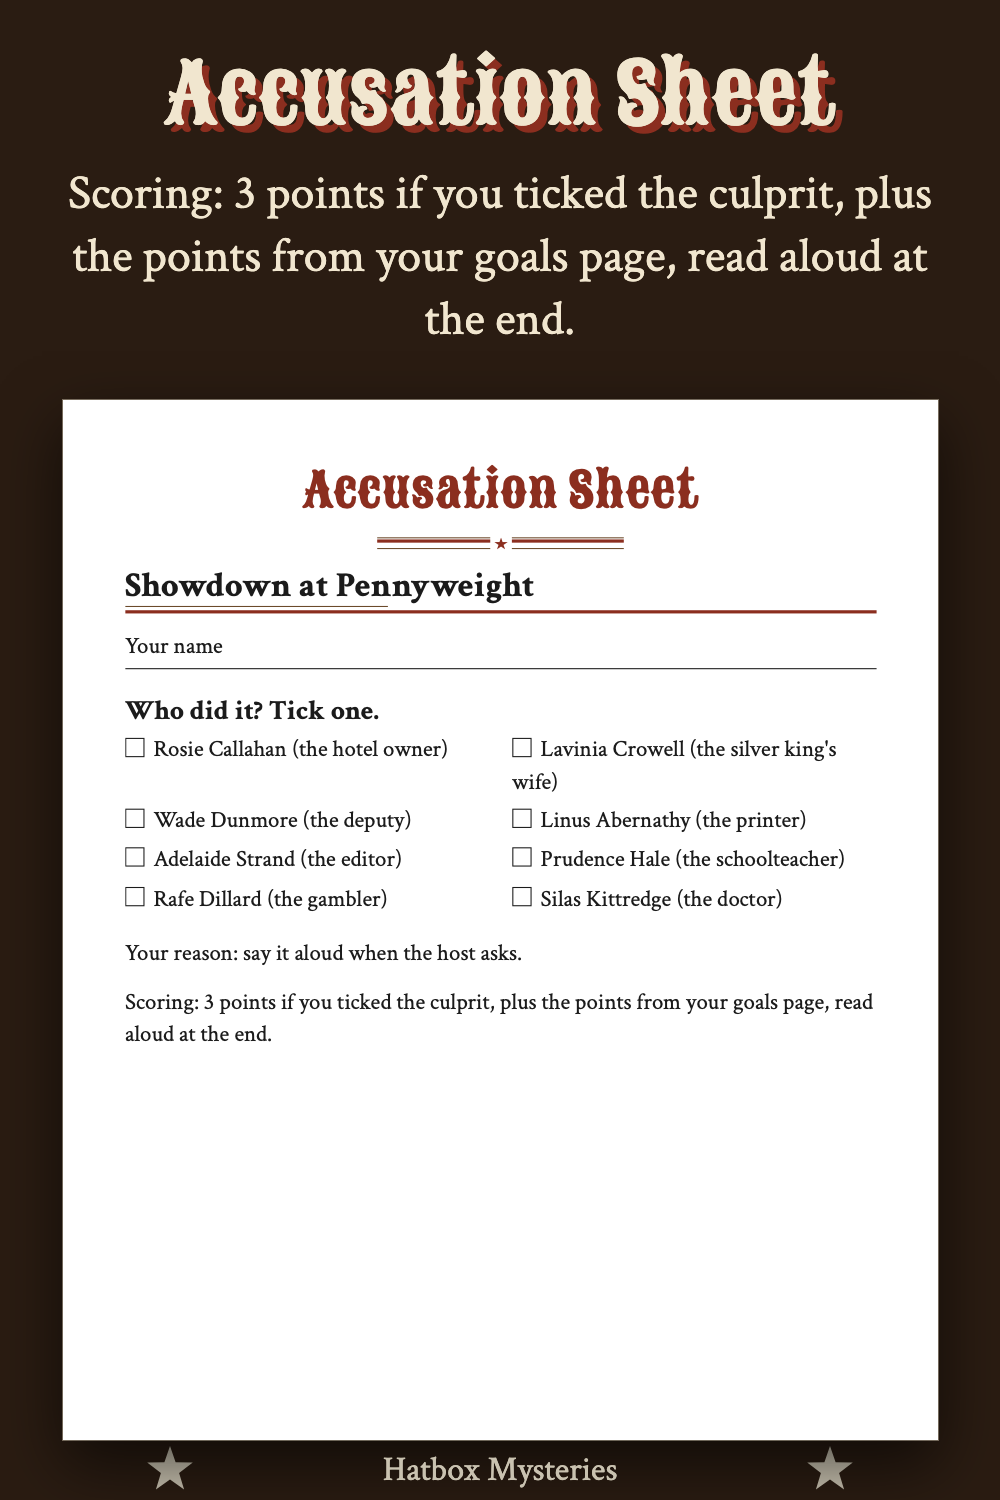 Accusation Sheet
Scoring: 3 points if you ticked the culprit, plus
the points from your goals page, read aloud at
the end.
Accusation Sheet
Showdown at Pennyweight
Your name
Who did it? Tick one.
Rosie Callahan (the hotel owner)
Lavinia Crowell (the silver king's
wife)
Wade Dunmore (the deputy)
Linus Abernathy (the printer)
Adelaide Strand (the editor)
Prudence Hale (the schoolteacher)
Rafe Dillard (the gambler)
Silas Kittredge (the doctor)
Your reason: say it aloud when the host asks.
Scoring: 3 points if you ticked the culprit, plus the points from your goals page, read
aloud at the end.
Hatbox Mysteries